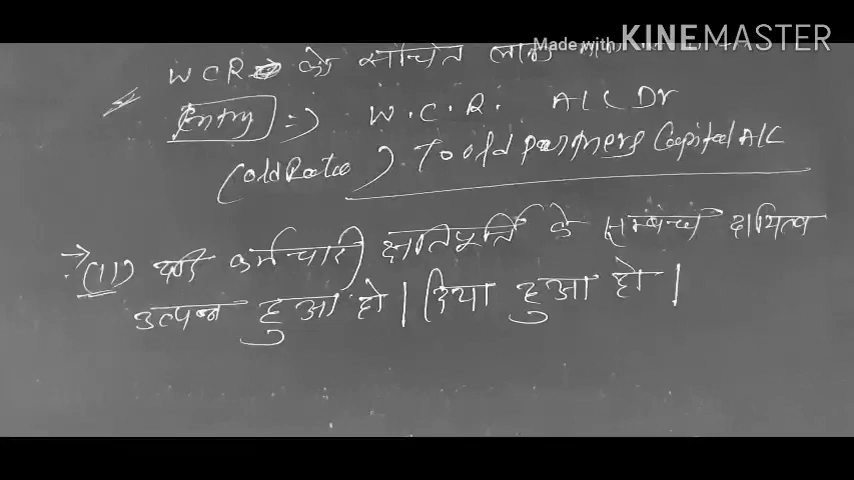 Made with KINEMASTER
WCR के संचित लाभ
Entry => W.C.R. A/C Dr
(Old Ratio) To old partners Capital A/C
→ (11) यदि कर्मचारी क्षतिपूर्ति के सम्बन्ध दायित्व
उत्पन्न हुआ हो | दिया हुआ हो |